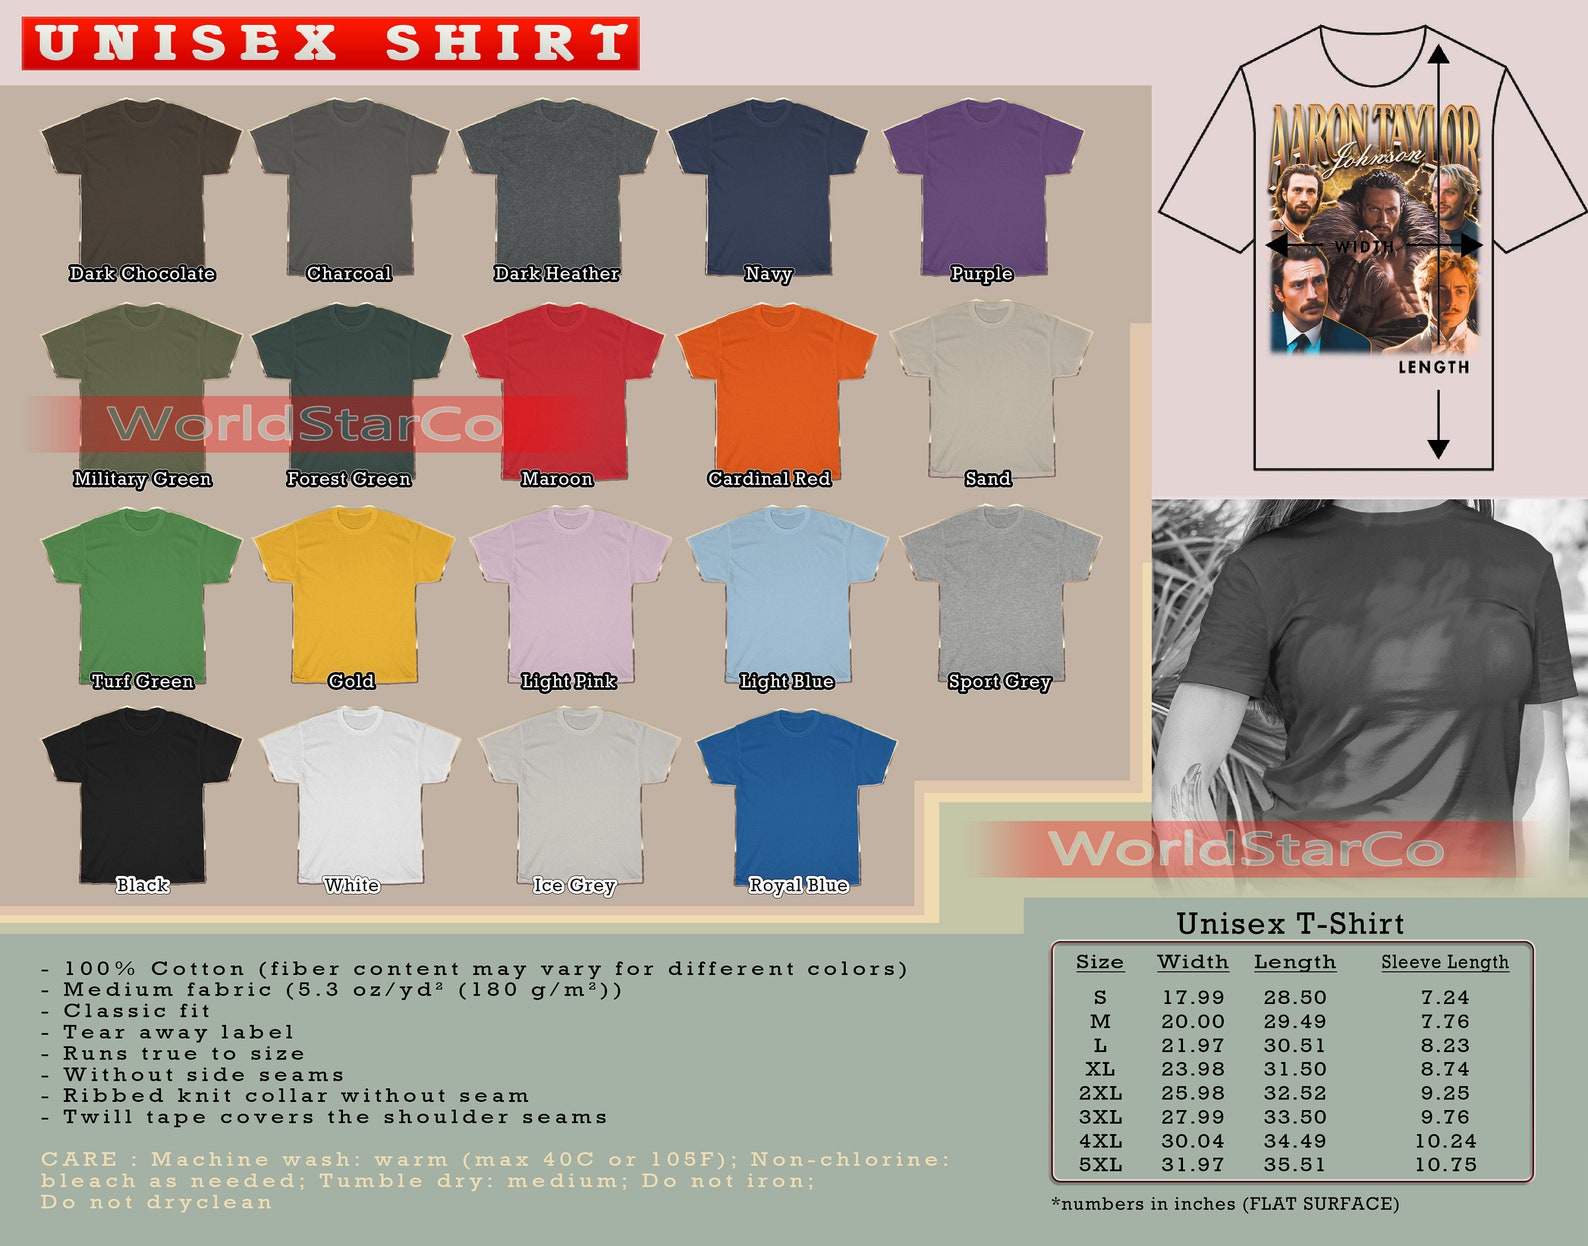 UNISEX SHIRT
Dark Chocolate
Charcoal
Dark Heather
Navy
Purple
Military Green
Forest Green
Maroon
Cardinal Red
Sand
WorldStarCo
Turf Green
Gold
Light Pink
Light Blue
Sport Grey
Black
White
Ice Grey
Royal Blue
AARON TAYLOR
Johnson
WIDTH
LENGTH
WorldStarCo
- 100% Cotton (fiber content may vary for different colors)
- Medium fabric (5.3 oz/yd² (180 g/m²))
- Classic fit
- Tear away label
- Runs true to size
- Without side seams
- Ribbed knit collar without seam
- Twill tape covers the shoulder seams
CARE : Machine wash: warm (max 40C or 105F); Non-chlorine:
bleach as needed; Tumble dry: medium; Do not iron;
Do not dryclean
Unisex T-Shirt
Size Width Length Sleeve Length
S 17.99 28.50 7.24
M 20.00 29.49 7.76
L 21.97 30.51 8.23
XL 23.98 31.50 8.74
2XL 25.98 32.52 9.25
3XL 27.99 33.50 9.76
4XL 30.04 34.49 10.24
5XL 31.97 35.51 10.75
*numbers in inches (FLAT SURFACE)